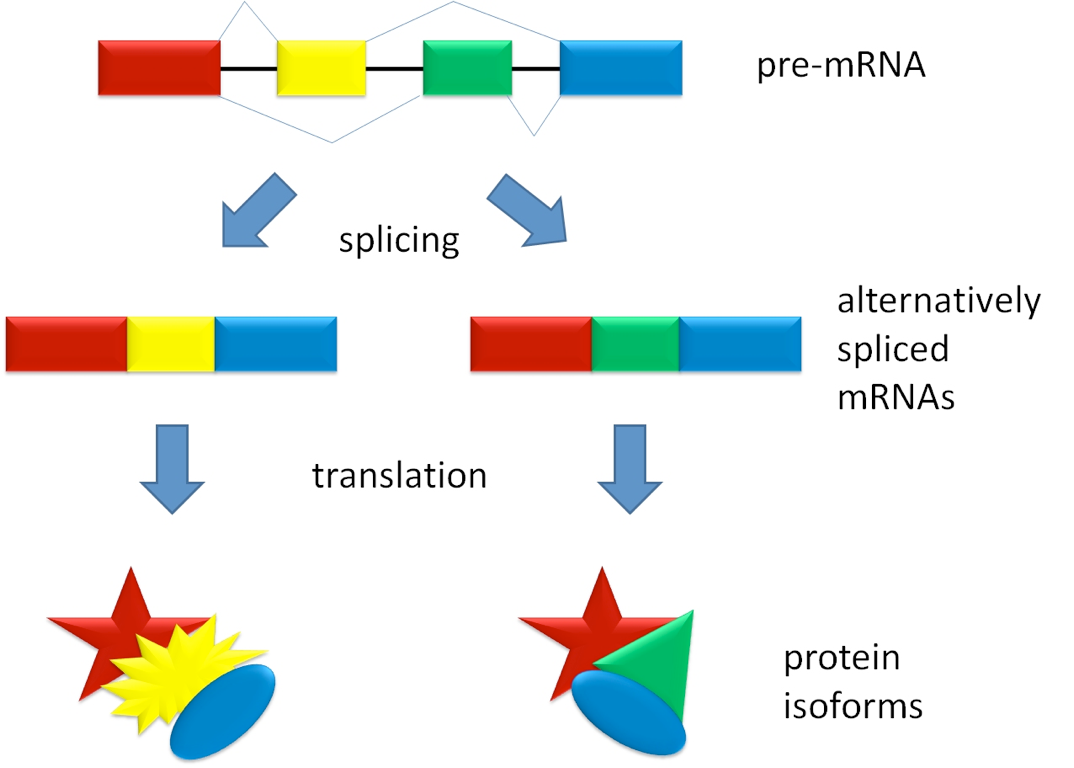 pre-mRNA
splicing
alternatively
spliced
mRNAs
translation
protein
isoforms